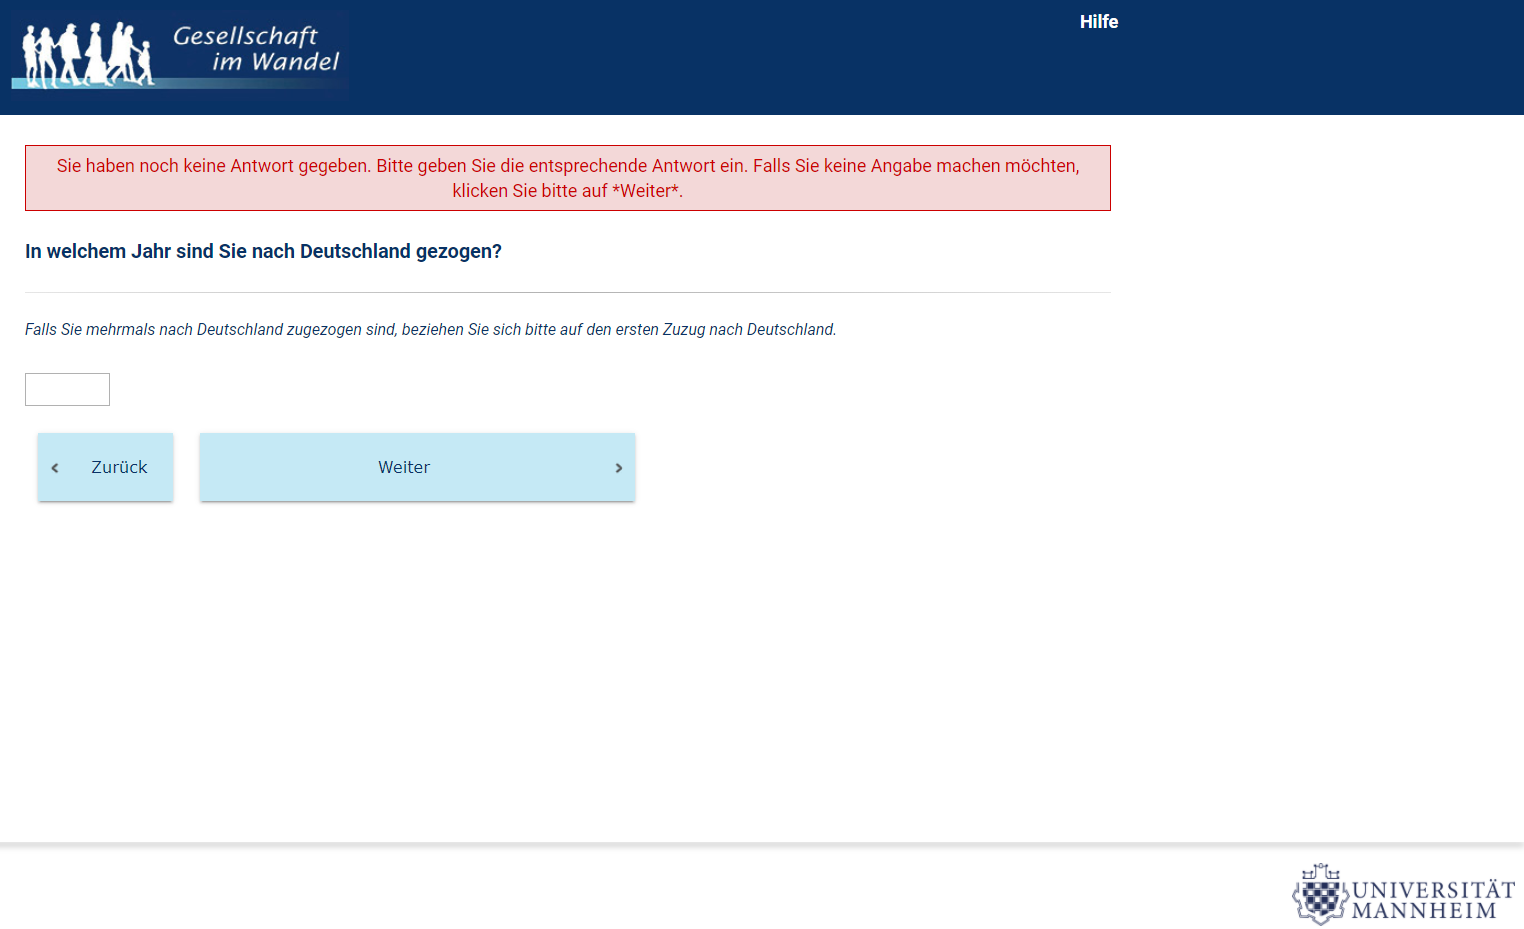 Gesellschaft
im Wandel
Hilfe
Sie haben noch keine Antwort gegeben. Bitte geben Sie die entsprechende Antwort ein. Falls Sie keine Angabe machen möchten,
klicken Sie bitte auf *Weiter*.
In welchem Jahr sind Sie nach Deutschland gezogen?
Falls Sie mehrmals nach Deutschland zugezogen sind, beziehen Sie sich bitte auf den ersten Zuzug nach Deutschland.
Zurück
Weiter
UNIVERSITÄT
MANNHEIM